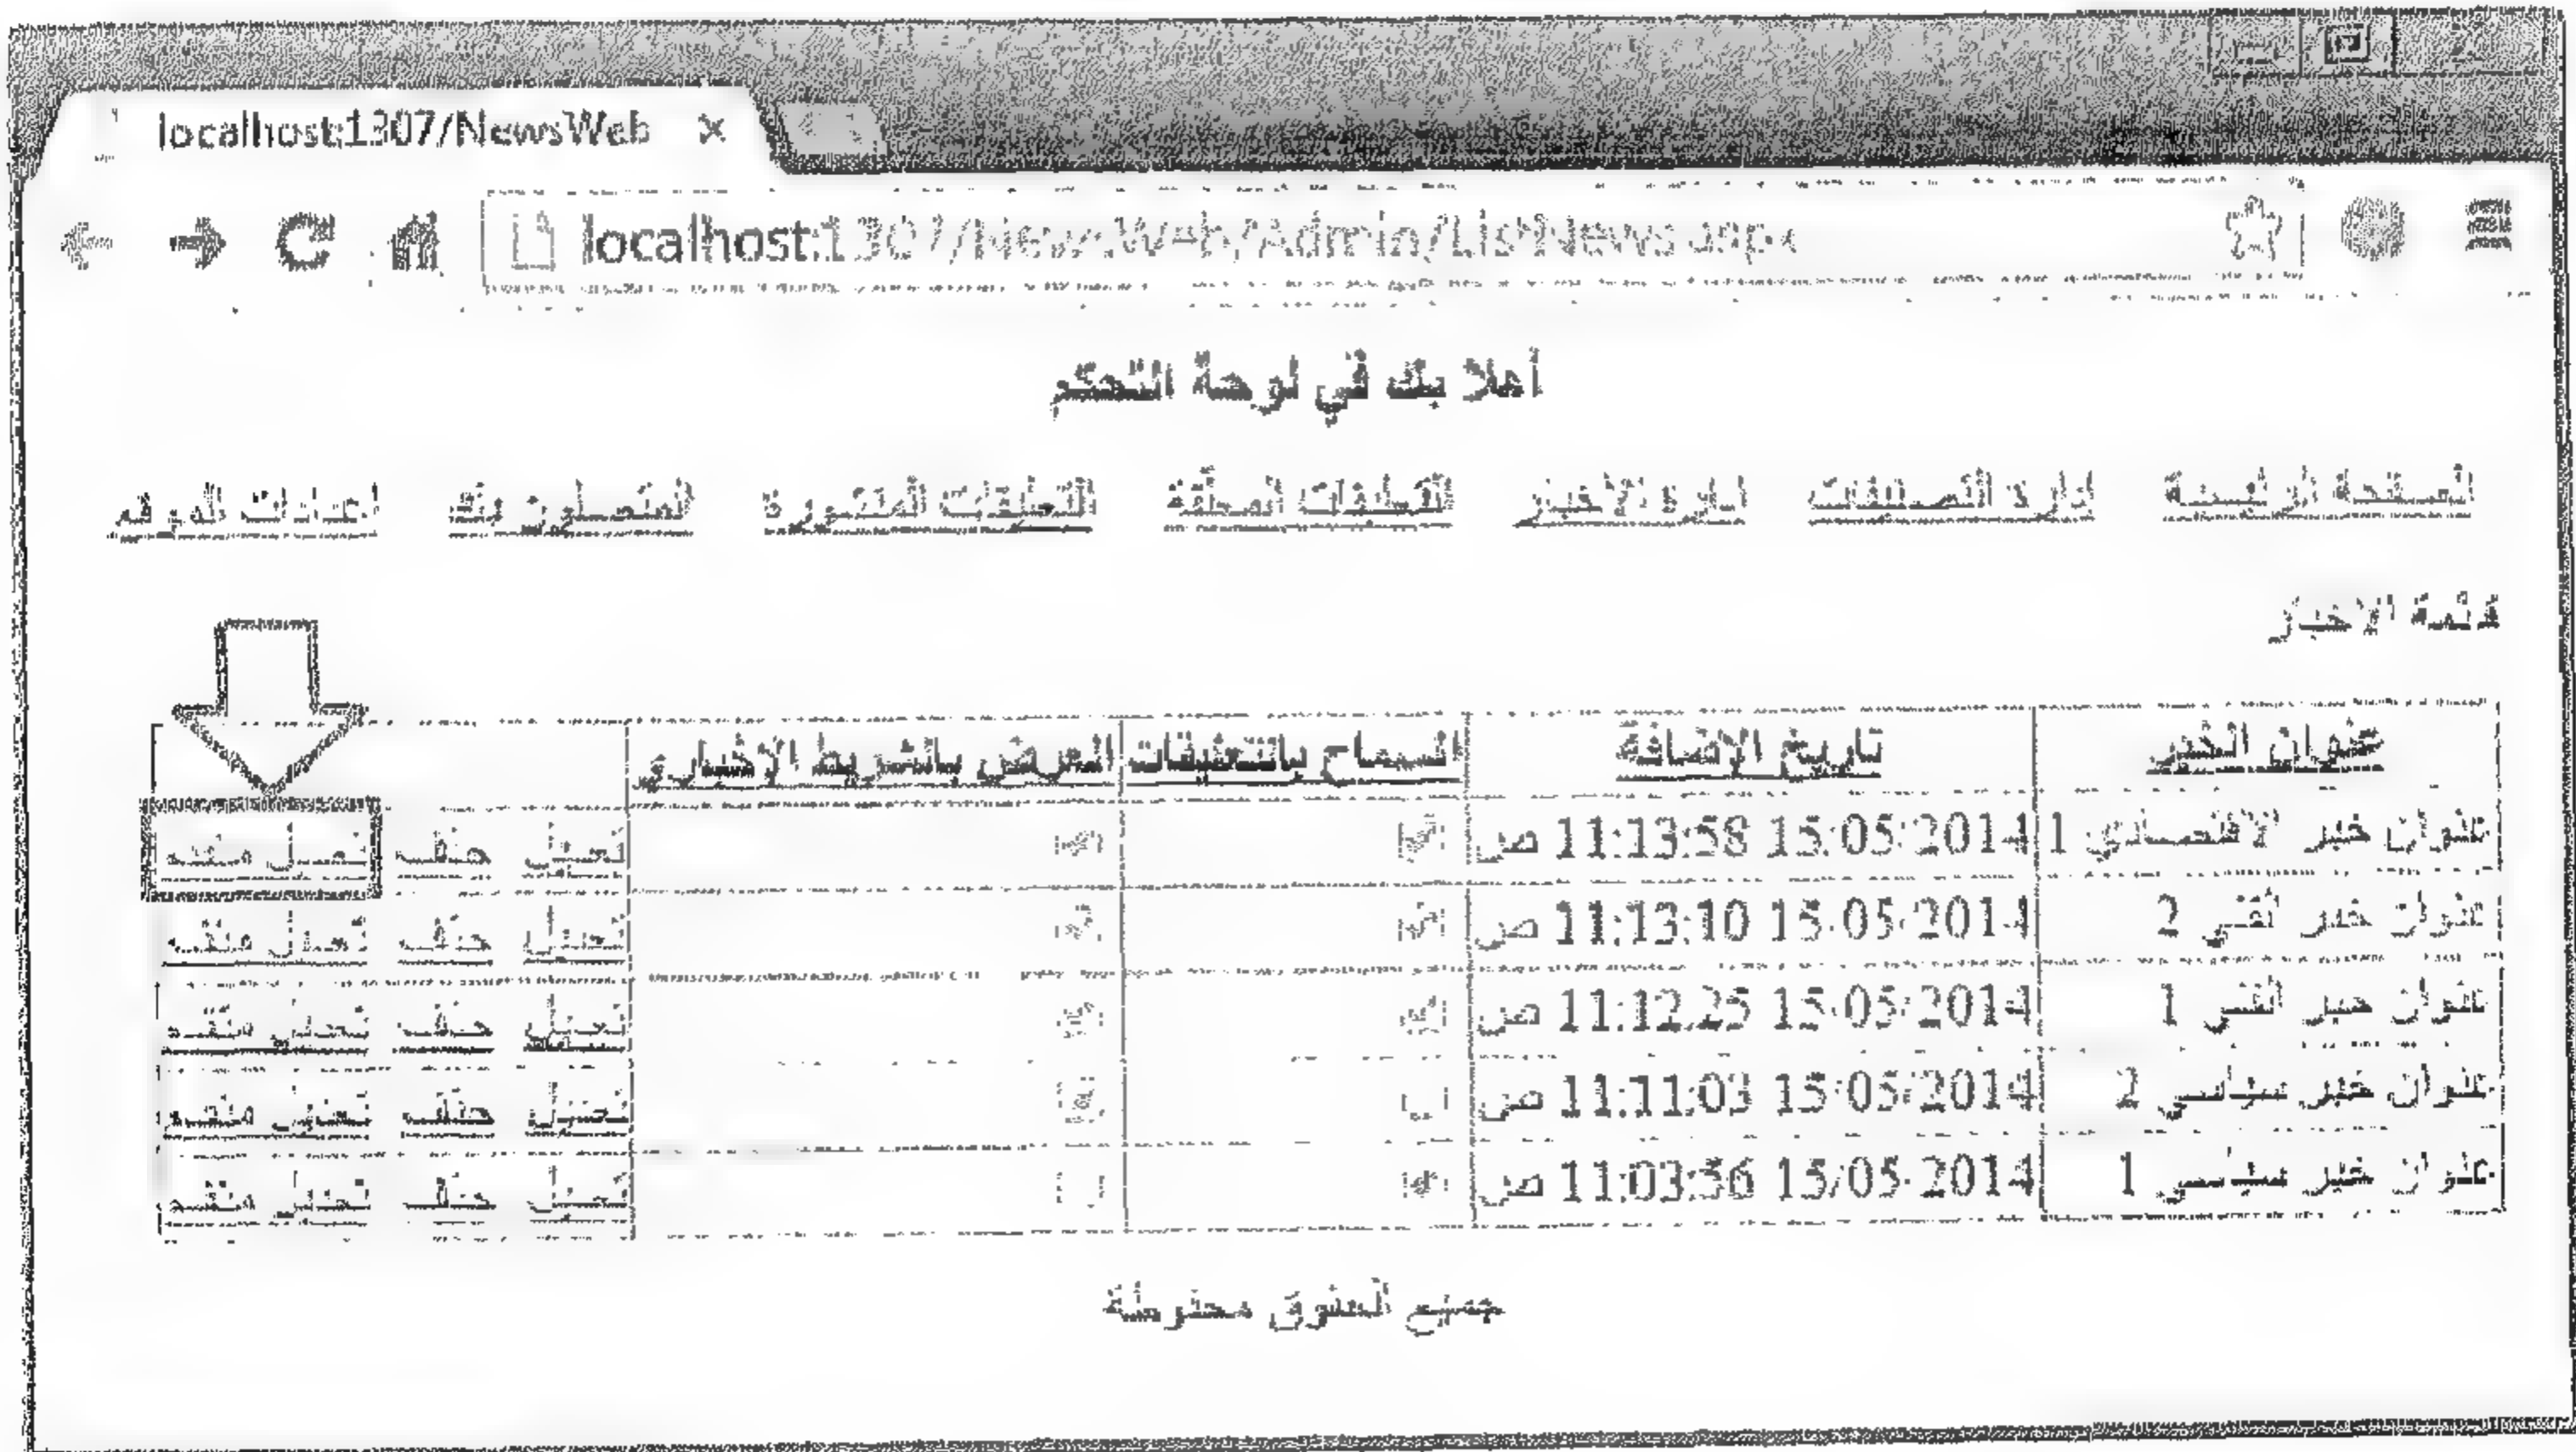 localhost:1307/NewsWeb
localhost:1307/NewsWeb/Admin/ListNews.aspx
أهلا بك في لوحة التحكم
الصفحة الرئيسية إدارة التصنيفات إدارة الأخبار التعليقات المعلقة التعليقات المنشورة المتصلون بك إعدادات الموقع
قائمة الاخبار
عنوان الخبر تاريخ الإضافة السماح بالتعليقات العرض بالشريط الإخباري
عنوان خبر الاقتصادي 1 15/05/2014 11:13:58 ص تعديل حذف تعديل متقدم
عنوان خبر تقني 2 15/05/2014 11:13:10 ص تعديل حذف تعديل متقدم
عنوان خبر تقني 1 15/05/2014 11:12:25 ص تعديل حذف تعديل متقدم
عنوان خبر سياسي 2 15/05/2014 11:11:03 ص تعديل حذف تعديل متقدم
عنوان خبر سياسي 1 15/05/2014 11:03:56 ص تعديل حذف تعديل متقدم
جميع الحقوق محفوظة